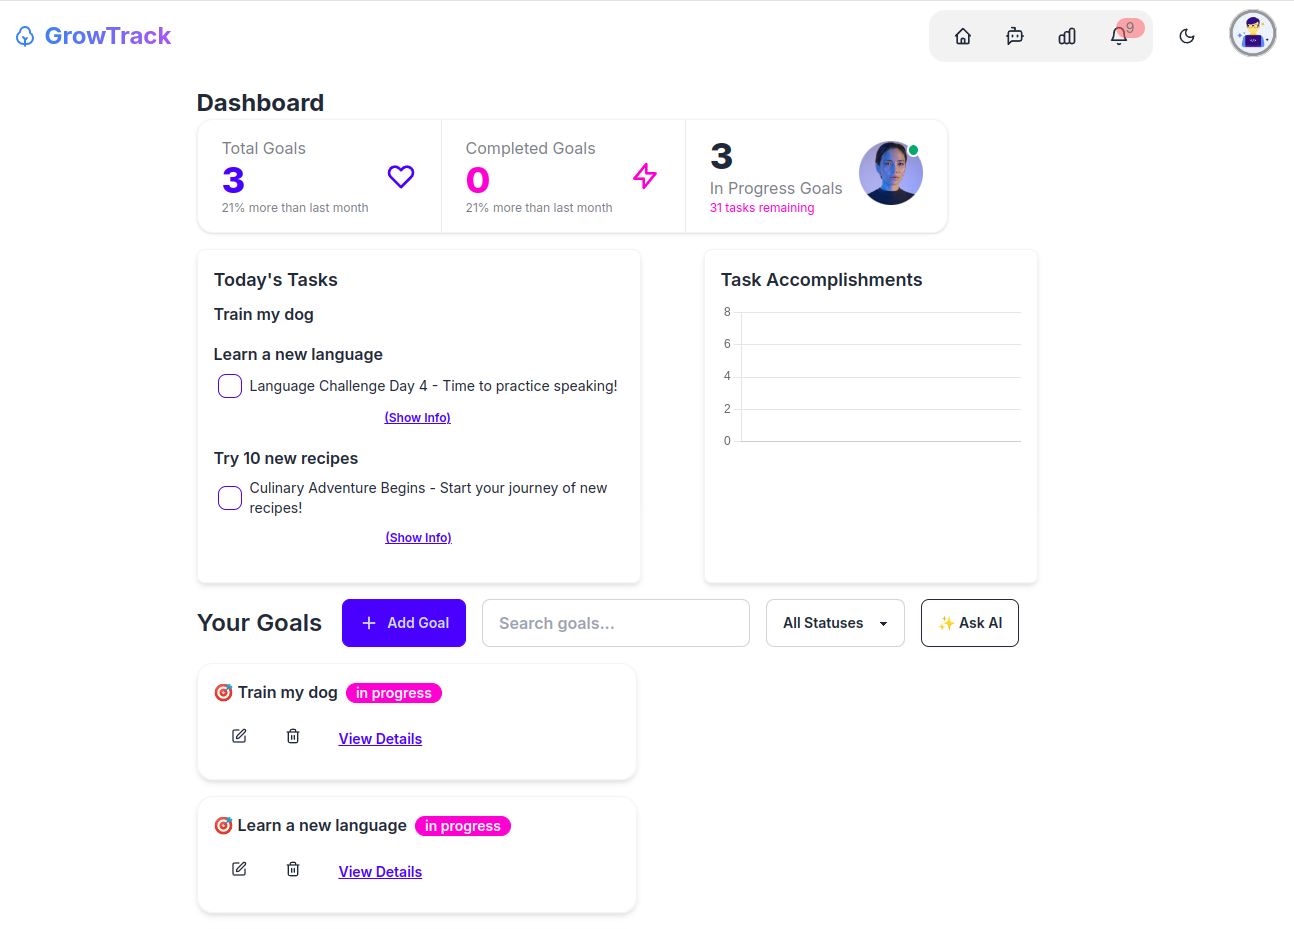 GrowTrack
9
Dashboard
Total Goals
3
21% more than last month
Completed Goals
0
21% more than last month
3
In Progress Goals
31 tasks remaining
Today's Tasks
Train my dog
Learn a new language
Language Challenge Day 4 - Time to practice speaking!
(Show Info)
Try 10 new recipes
Culinary Adventure Begins - Start your journey of new
recipes!
(Show Info)
Task Accomplishments
8
6
4
2
0
Your Goals
Add Goal
Search goals...
All Statuses
✨ Ask AI
🎯 Train my dog in progress
View Details
🎯 Learn a new language in progress
View Details